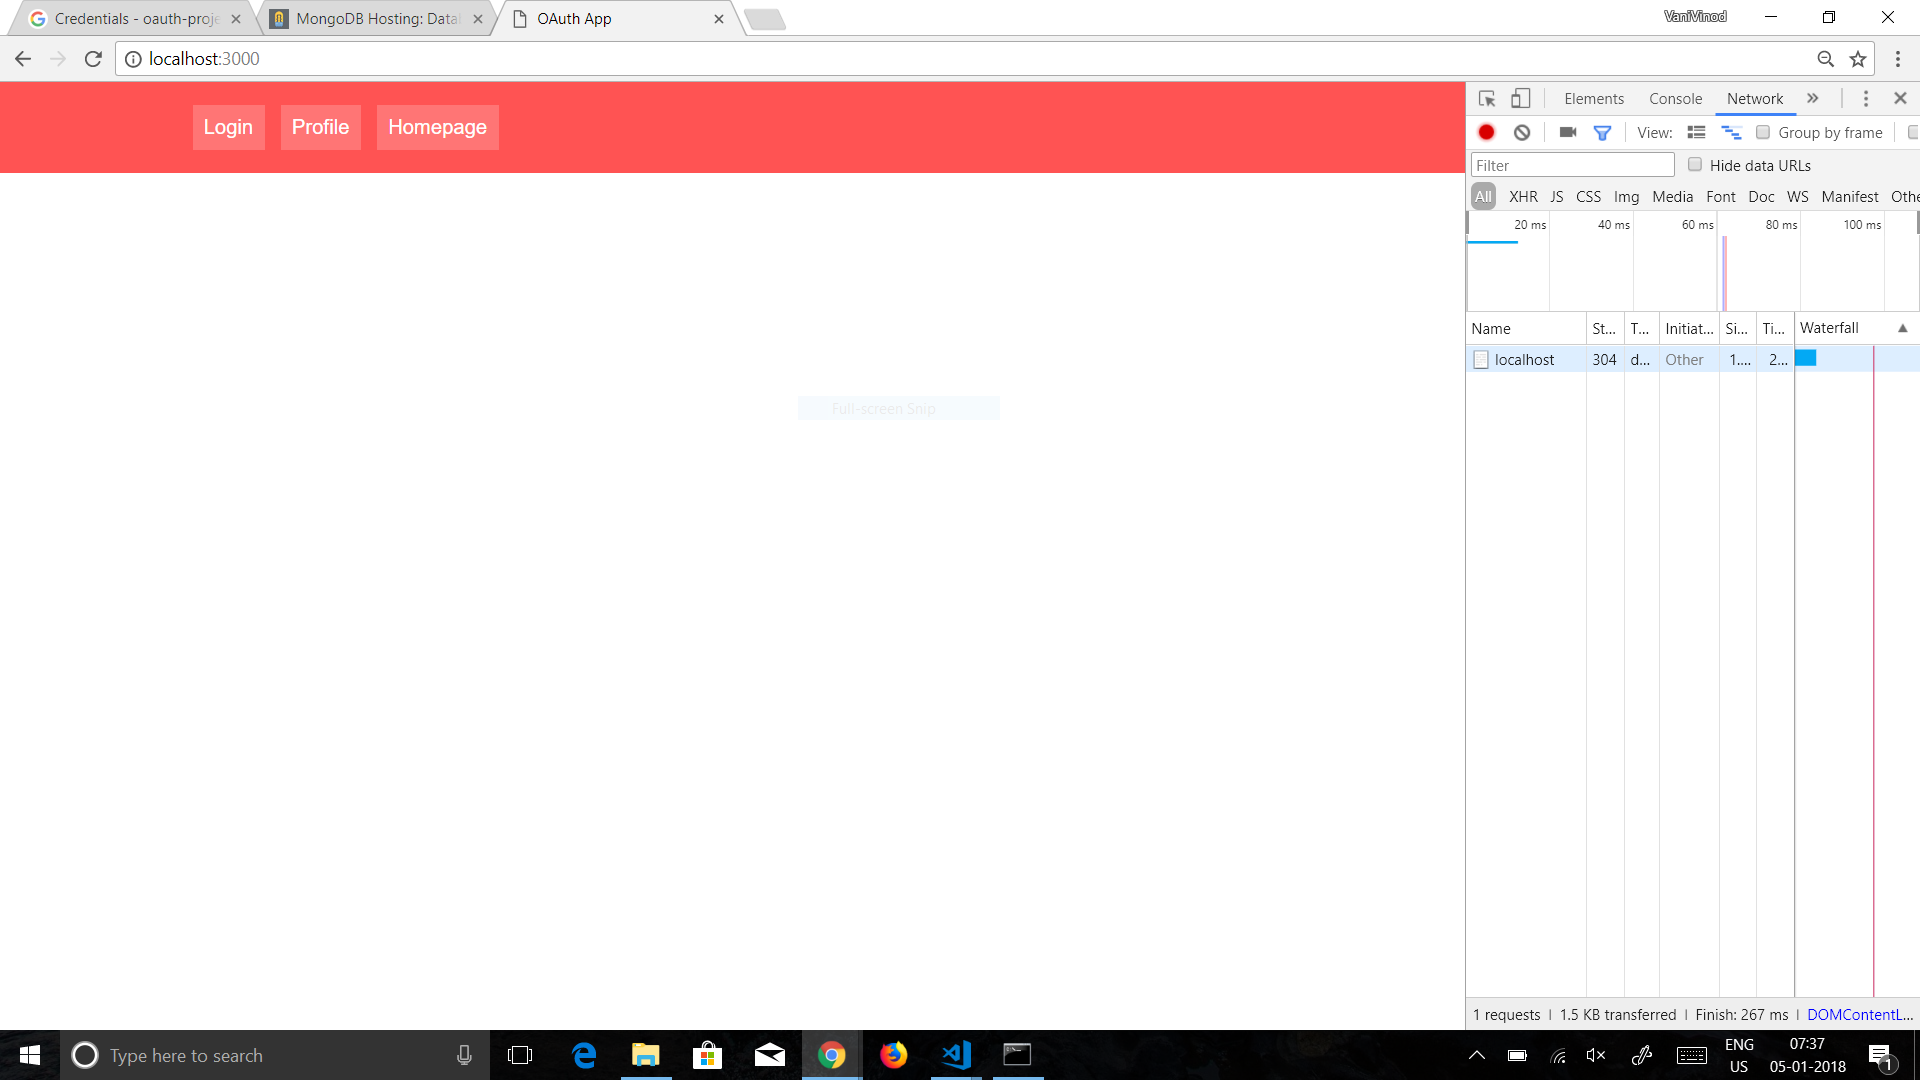 Credentials - oauth-proje
MongoDB Hosting: Data
OAuth App
VaniVinod
localhost:3000
Login
Profile
Homepage
Elements
Console
Network
View:
Group by frame
Filter
Hide data URLs
All
XHR
JS
CSS
Img
Media
Font
Doc
WS
Manifest
Othe
20 ms
40 ms
60 ms
80 ms
100 ms
Name
St...
T...
Initiat...
Si...
Ti...
Waterfall
localhost
304
d...
Other
1....
2...
Full-screen Snip
1 requests
1.5 KB transferred
Finish: 267 ms
DOMContentL...
Type here to search
ENG
US
07:37
05-01-2018
1